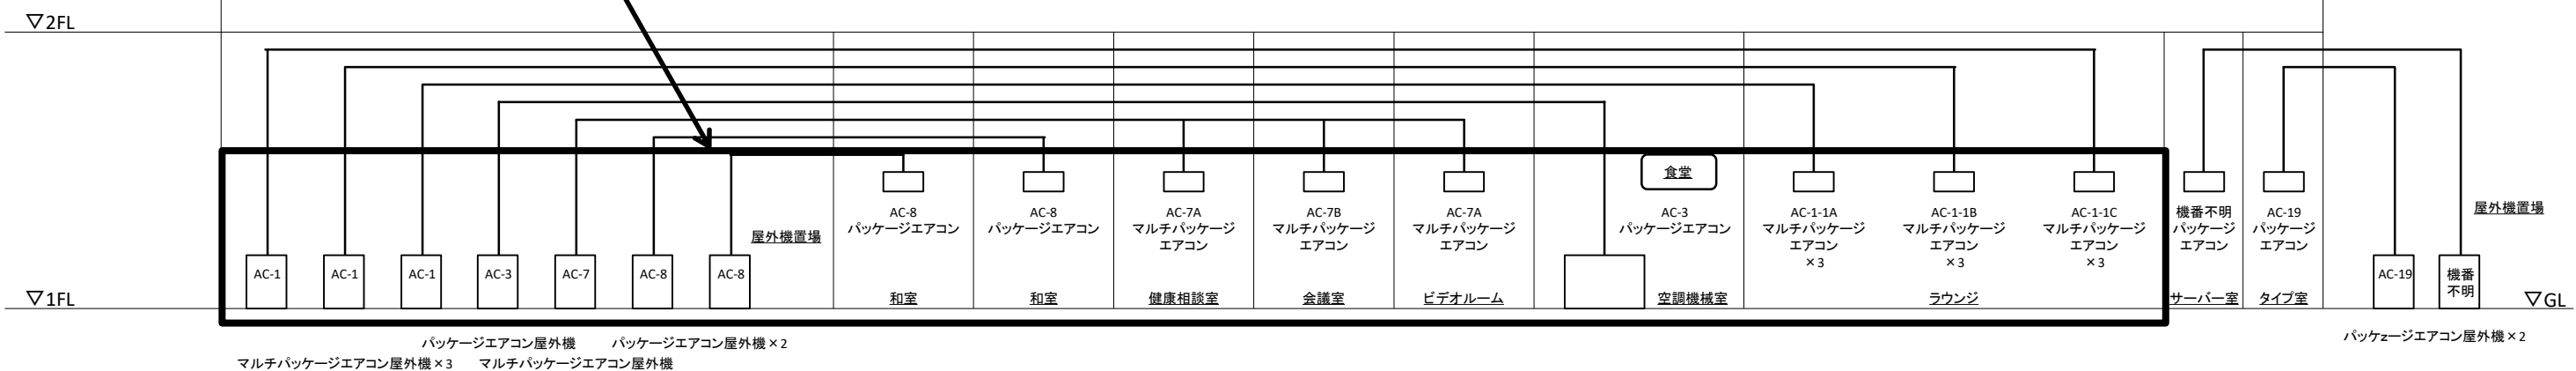 ▽2FL
食堂
AC-8
パッケージエアコン
AC-8
パッケージエアコン
AC-7A
マルチパッケージ
エアコン
AC-7B
マルチパッケージ
エアコン
AC-7A
マルチパッケージ
エアコン
AC-3
パッケージエアコン
AC-1-1A
マルチパッケージ
エアコン
×3
AC-1-1B
マルチパッケージ
エアコン
×3
AC-1-1C
マルチパッケージ
エアコン
×3
機番不明
パッケージ
エアコン
AC-19
パッケージ
エアコン
屋外機置場
屋外機置場
AC-1
AC-1
AC-1
AC-3
AC-7
AC-8
AC-8
AC-19
機番
不明
▽1FL
和室
和室
健康相談室
会議室
ビデオルーム
空調機械室
ラウンジ
サーバー室
タイプ室
▽GL
パッケージエアコン屋外機
パッケージエアコン屋外機×2
パッケzージエアコン屋外機×2
マルチパッケージエアコン屋外機×3
マルチパッケージエアコン屋外機